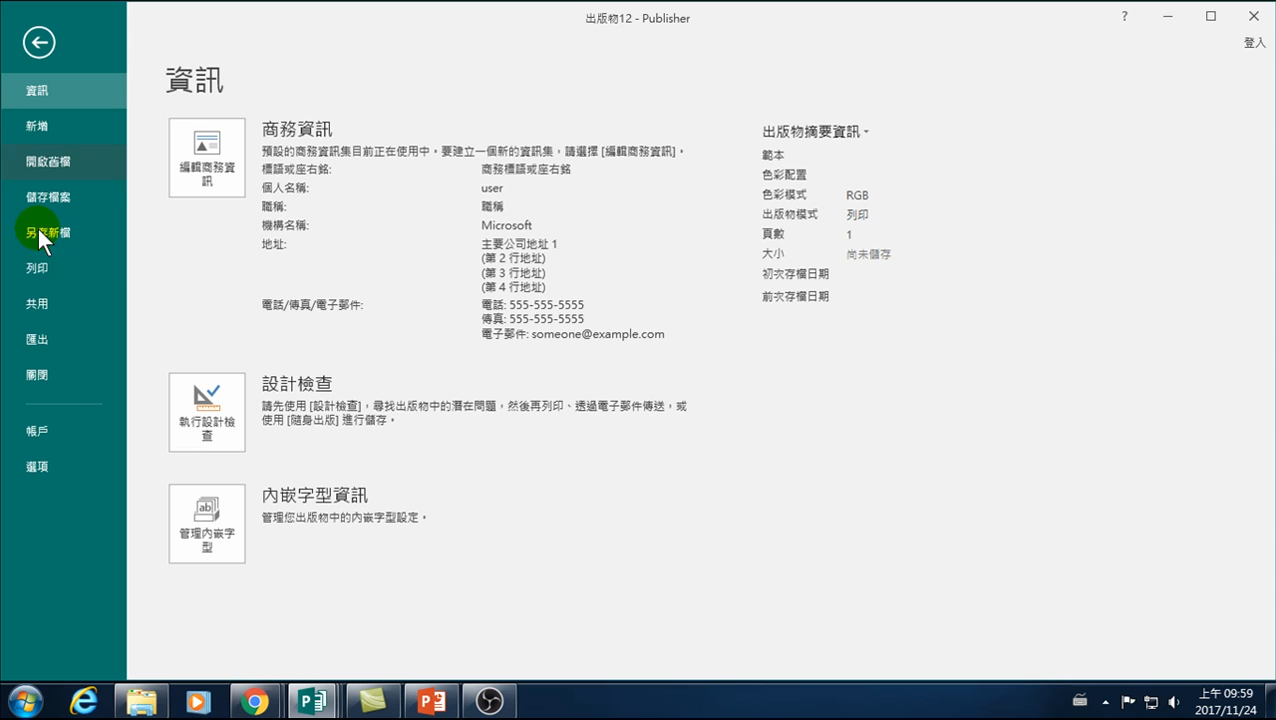 出版物12 - Publisher
?
登入
資訊
新增
開啟舊檔
儲存檔案
另存新檔
列印
共用
匯出
關閉
帳戶
選項
資訊
編輯商務資
訊
商務資訊
預設的商務資訊集目前正在使用中。要建立一個新的資訊集，請選擇 [編輯商務資訊]。
標語或座右銘: 商務標語或座右銘
個人名稱: user
職稱: 職稱
機構名稱: Microsoft
地址: 主要公司地址 1
(第 2 行地址)
(第 3 行地址)
(第 4 行地址)
電話/傳真/電子郵件: 電話: 555-555-5555
傳真: 555-555-5555
電子郵件: someone@example.com
執行設計檢
查
設計檢查
請先使用 [設計檢查]，尋找出版物中的潛在問題，然後再列印、透過電子郵件傳送，或
使用 [隨身出版] 進行儲存。
管理內嵌字
型
內嵌字型資訊
管理您出版物中的內嵌字型設定。
出版物摘要資訊
範本
色彩配置
色彩模式 RGB
出版物模式 列印
頁數 1
大小 尚未儲存
初次存檔日期
前次存檔日期
上午 09:59
2017/11/24